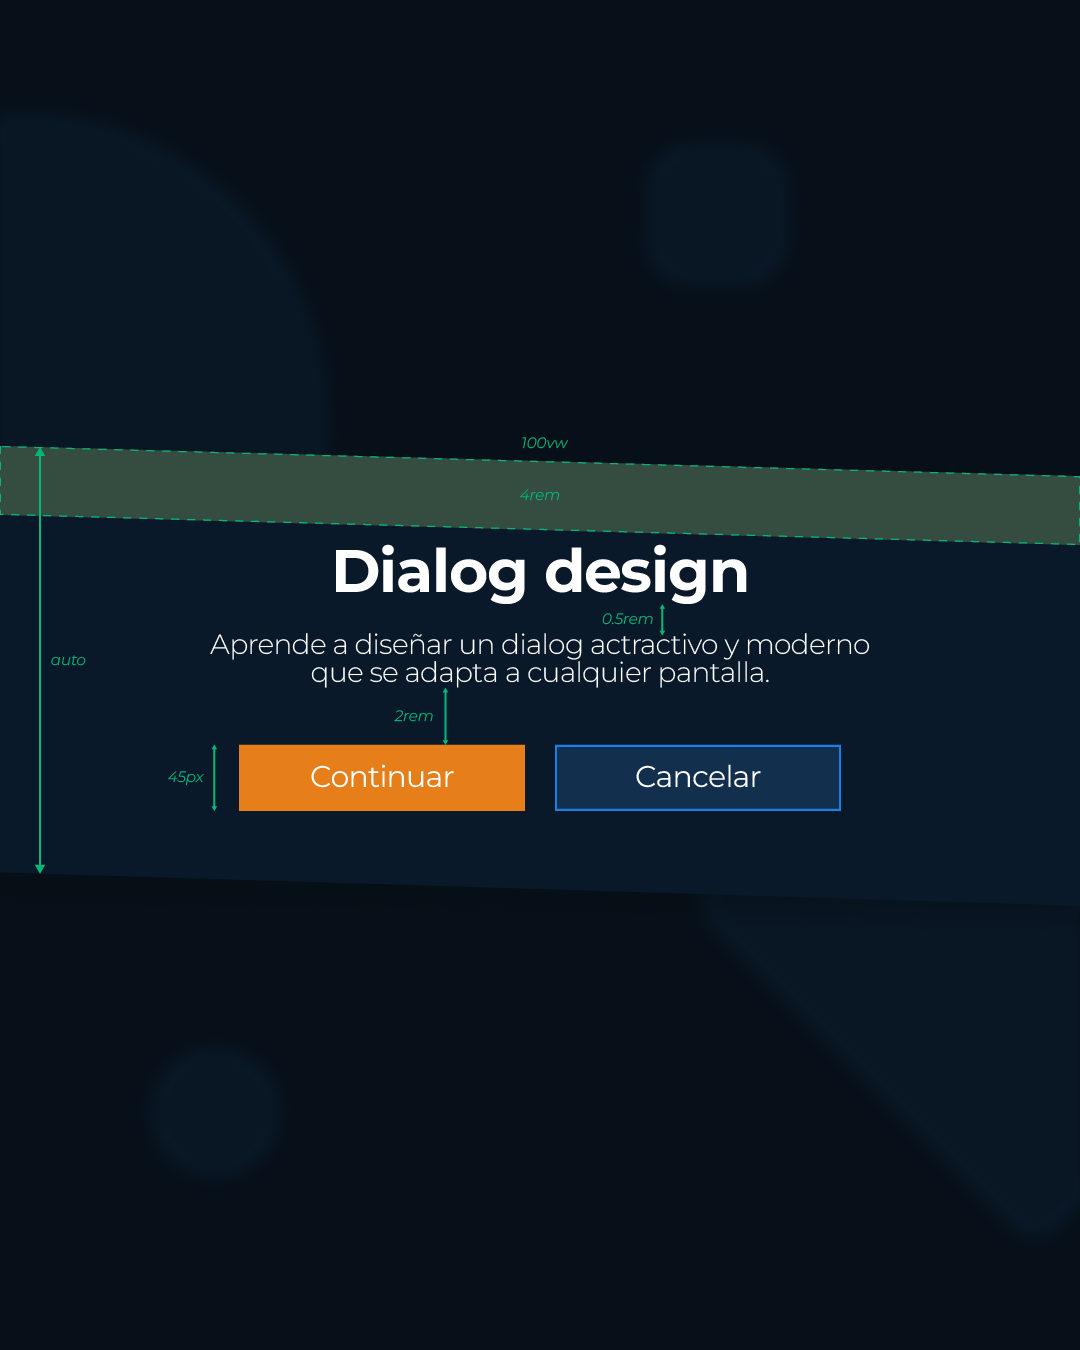 100vw
4rem
Dialog design
0.5rem
Aprende a diseñar un dialog actractivo y moderno
que se adapta a cualquier pantalla.
auto
2rem
45px
Continuar
Cancelar